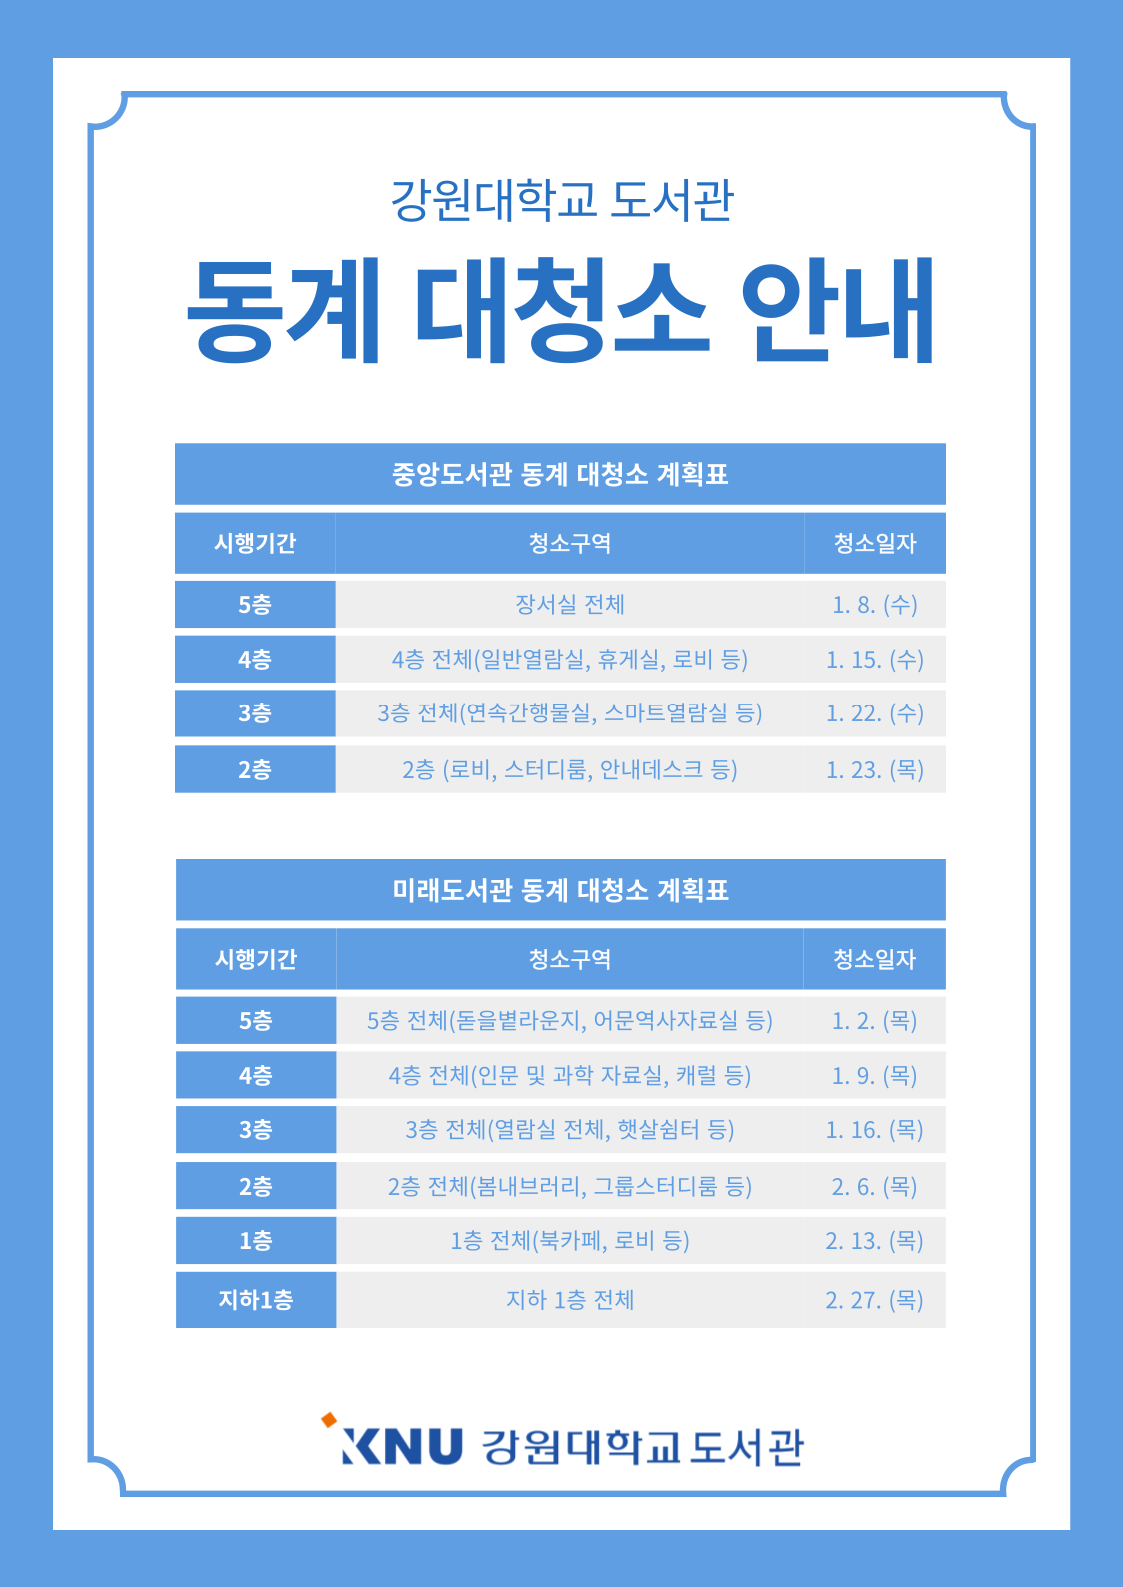 강원대학교 도서관
동계 대청소 안내
중앙도서관 동계 대청소 계획표
시행기간 청소구역 청소일자
5층 장서실 전체 1. 8. (수)
4층 4층 전체(일반열람실, 휴게실, 로비 등) 1. 15. (수)
3층 3층 전체(연속간행물실, 스마트열람실 등) 1. 22. (수)
2층 2층 (로비, 스터디룸, 안내데스크 등) 1. 23. (목)
미래도서관 동계 대청소 계획표
시행기간 청소구역 청소일자
5층 5층 전체(돋을볕라운지, 어문역사자료실 등) 1. 2. (목)
4층 4층 전체(인문 및 과학 자료실, 캐럴 등) 1. 9. (목)
3층 3층 전체(열람실 전체, 햇살쉼터 등) 1. 16. (목)
2층 2층 전체(봄내브러리, 그룹스터디룸 등) 2. 6. (목)
1층 1층 전체(북카페, 로비 등) 2. 13. (목)
지하1층 지하 1층 전체 2. 27. (목)
KNU 강원대학교 도서관